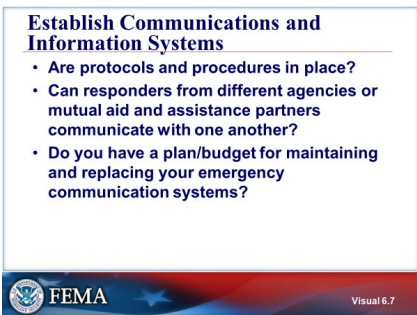 Establish Communications and
Information Systems
• Are protocols and procedures in place?
• Can responders from different agencies or
mutual aid and assistance partners
communicate with one another?
• Do you have a plan/budget for maintaining
and replacing your emergency
communication systems?
FEMA
Visual 6.7